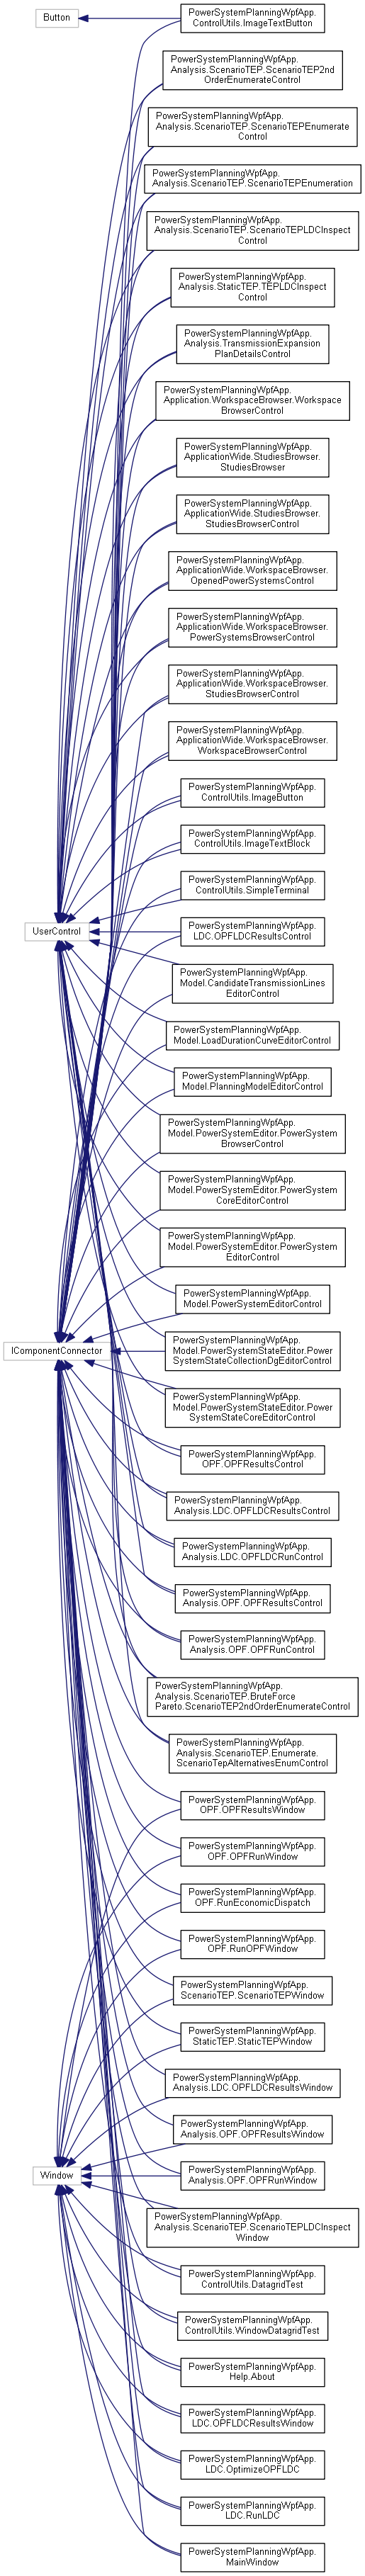 Button
PowerSystemPlanningWpfApp.
ControlUtils.ImageTextButton
PowerSystemPlanningWpfApp.
Analysis.ScenarioTEP.ScenarioTEP2nd
OrderEnumerateControl
PowerSystemPlanningWpfApp.
Analysis.ScenarioTEP.ScenarioTEPEnumerate
Control
PowerSystemPlanningWpfApp.
Analysis.ScenarioTEP.ScenarioTEPEnumeration
PowerSystemPlanningWpfApp.
Analysis.ScenarioTEP.ScenarioTEPLDCInspect
Control
PowerSystemPlanningWpfApp.
Analysis.StaticTEP.TEPLDCInspect
Control
PowerSystemPlanningWpfApp.
Analysis.TransmissionExpansion
PlanDetailsControl
PowerSystemPlanningWpfApp.
Application.WorkspaceBrowser.Workspace
BrowserControl
PowerSystemPlanningWpfApp.
ApplicationWide.StudiesBrowser.
StudiesBrowser
PowerSystemPlanningWpfApp.
ApplicationWide.StudiesBrowser.
StudiesBrowserControl
PowerSystemPlanningWpfApp.
ApplicationWide.WorkspaceBrowser.
OpenedPowerSystemsControl
PowerSystemPlanningWpfApp.
ApplicationWide.WorkspaceBrowser.
PowerSystemsBrowserControl
PowerSystemPlanningWpfApp.
ApplicationWide.WorkspaceBrowser.
StudiesBrowserControl
PowerSystemPlanningWpfApp.
ApplicationWide.WorkspaceBrowser.
WorkspaceBrowserControl
PowerSystemPlanningWpfApp.
ControlUtils.ImageButton
PowerSystemPlanningWpfApp.
ControlUtils.ImageTextBlock
PowerSystemPlanningWpfApp.
ControlUtils.SimpleTerminal
UserControl
PowerSystemPlanningWpfApp.
LDC.OPFLDCResultsControl
PowerSystemPlanningWpfApp.
Model.CandidateTransmissionLines
EditorControl
PowerSystemPlanningWpfApp.
Model.LoadDurationCurveEditorControl
PowerSystemPlanningWpfApp.
Model.PlanningModelEditorControl
PowerSystemPlanningWpfApp.
Model.PowerSystemEditor.PowerSystem
BrowserControl
PowerSystemPlanningWpfApp.
Model.PowerSystemEditor.PowerSystem
CoreEditorControl
PowerSystemPlanningWpfApp.
Model.PowerSystemEditor.PowerSystem
EditorControl
PowerSystemPlanningWpfApp.
Model.PowerSystemEditorControl
IComponentConnector
PowerSystemPlanningWpfApp.
Model.PowerSystemStateEditor.Power
SystemStateCollectionDgEditorControl
PowerSystemPlanningWpfApp.
Model.PowerSystemStateEditor.Power
SystemStateCoreEditorControl
PowerSystemPlanningWpfApp.
OPF.OPFResultsControl
PowerSystemPlanningWpfApp.
Analysis.LDC.OPFLDCResultsControl
PowerSystemPlanningWpfApp.
Analysis.LDC.OPFLDCRunControl
PowerSystemPlanningWpfApp.
Analysis.OPF.OPFResultsControl
PowerSystemPlanningWpfApp.
Analysis.OPF.OPFRunControl
PowerSystemPlanningWpfApp.
Analysis.ScenarioTEP.BruteForce
Pareto.ScenarioTEP2ndOrderEnumerateControl
PowerSystemPlanningWpfApp.
Analysis.ScenarioTEP.Enumerate.
ScenarioTepAlternativesEnumControl
PowerSystemPlanningWpfApp.
OPF.OPFResultsWindow
PowerSystemPlanningWpfApp.
OPF.OPFRunWindow
PowerSystemPlanningWpfApp.
OPF.RunEconomicDispatch
PowerSystemPlanningWpfApp.
OPF.RunOPFWindow
PowerSystemPlanningWpfApp.
ScenarioTEP.ScenarioTEPWindow
PowerSystemPlanningWpfApp.
StaticTEP.StaticTEPWindow
PowerSystemPlanningWpfApp.
Analysis.LDC.OPFLDCResultsWindow
PowerSystemPlanningWpfApp.
Analysis.OPF.OPFResultsWindow
Window
PowerSystemPlanningWpfApp.
Analysis.OPF.OPFRunWindow
PowerSystemPlanningWpfApp.
Analysis.ScenarioTEP.ScenarioTEPLDCInspect
Window
PowerSystemPlanningWpfApp.
ControlUtils.DatagridTest
PowerSystemPlanningWpfApp.
ControlUtils.WindowDatagridTest
PowerSystemPlanningWpfApp.
Help.About
PowerSystemPlanningWpfApp.
LDC.OPFLDCResultsWindow
PowerSystemPlanningWpfApp.
LDC.OptimizeOPFLDC
PowerSystemPlanningWpfApp.
LDC.RunLDC
PowerSystemPlanningWpfApp.
MainWindow